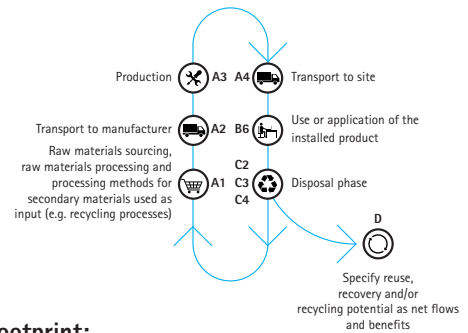 Production A3 A4 Transport to site
Transport to manufacturer A2 B6 Use or application of the
installed product
Raw materials sourcing,
raw materials processing and
processing methods for
secondary materials used as
input (e.g. recycling processes)
A1
C2
C3
C4
Disposal phase
D
Specify reuse,
recovery and/or
recycling potential as net flows
and benefits